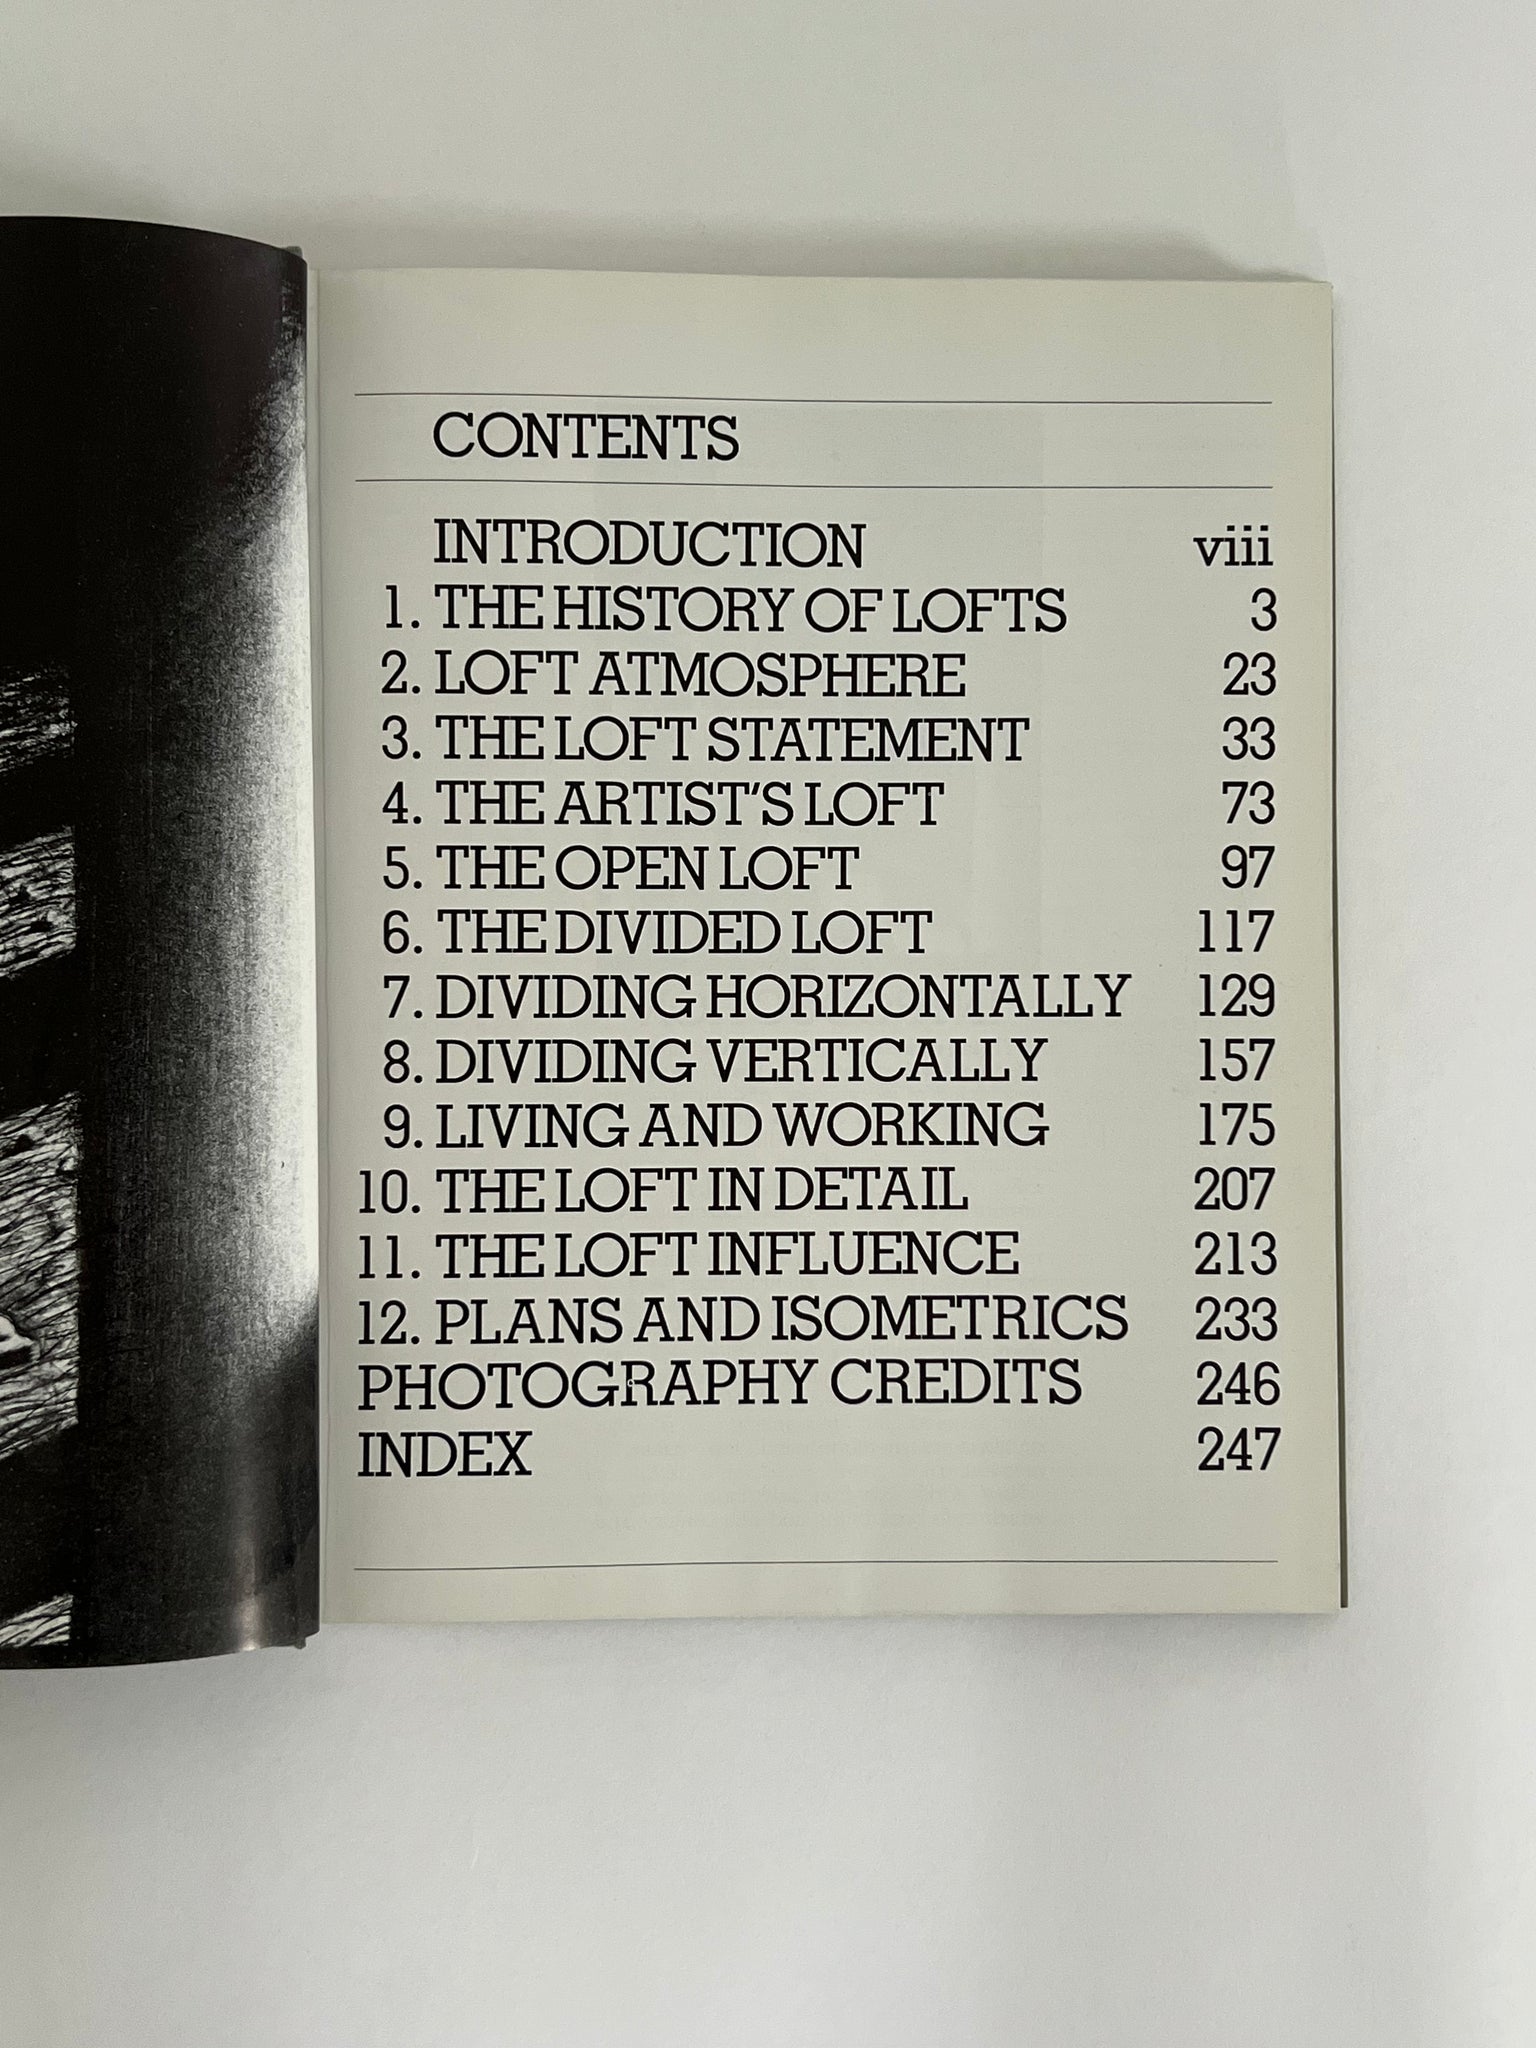 CONTENTS
INTRODUCTION viii
1. THE HISTORY OF LOFTS 3
2. LOFT ATMOSPHERE 23
3. THE LOFT STATEMENT 33
4. THE ARTIST'S LOFT 73
5. THE OPEN LOFT 97
6. THE DIVIDED LOFT 117
7. DIVIDING HORIZONTALLY 129
8. DIVIDING VERTICALLY 157
9. LIVING AND WORKING 175
10. THE LOFT IN DETAIL 207
11. THE LOFT INFLUENCE 213
12. PLANS AND ISOMETRICS 233
PHOTOGRAPHY CREDITS 246
INDEX 247